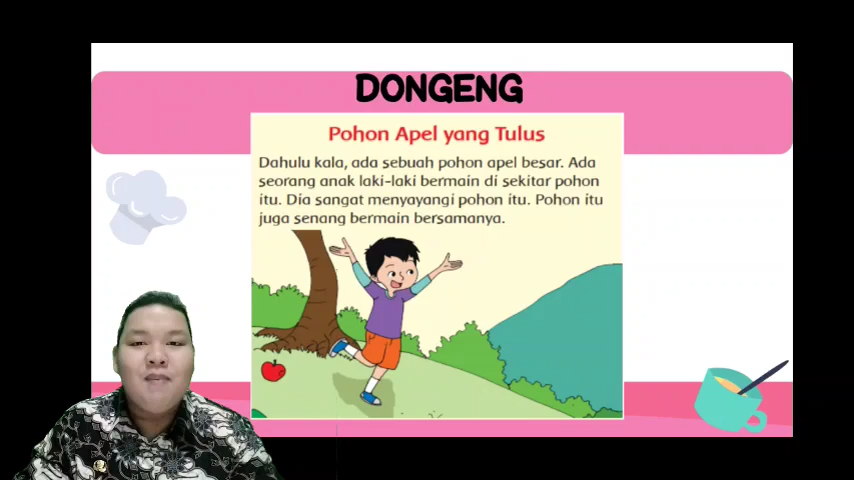 DONGENG
Pohon Apel yang Tulus
Dahulu kala, ada sebuah pohon apel besar. Ada
seorang anak laki-laki bermain di sekitar pohon
itu. Dia sangat menyayangi pohon itu. Pohon itu
juga senang bermain bersamanya.